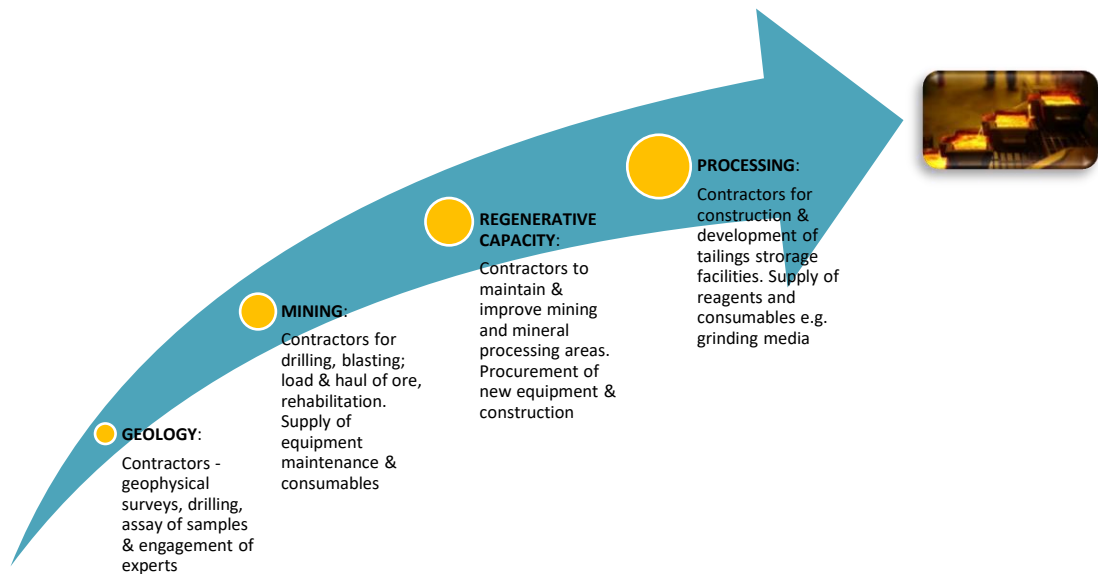 GEOLOGY:
Contractors -
geophysical
surveys, drilling,
assay of samples
& engagement of
experts
MINING:
Contractors for
drilling, blasting;
load & haul of ore,
rehabilitation.
Supply of
equipment
maintenance &
consumables
REGENERATIVE
CAPACITY:
Contractors to
maintain &
improve mining
and mineral
processing areas.
Procurement of
new equipment &
construction
PROCESSING:
Contractors for
construction &
development of
tailings strorage
facilities. Supply of
reagents and
consumables e.g.
grinding media